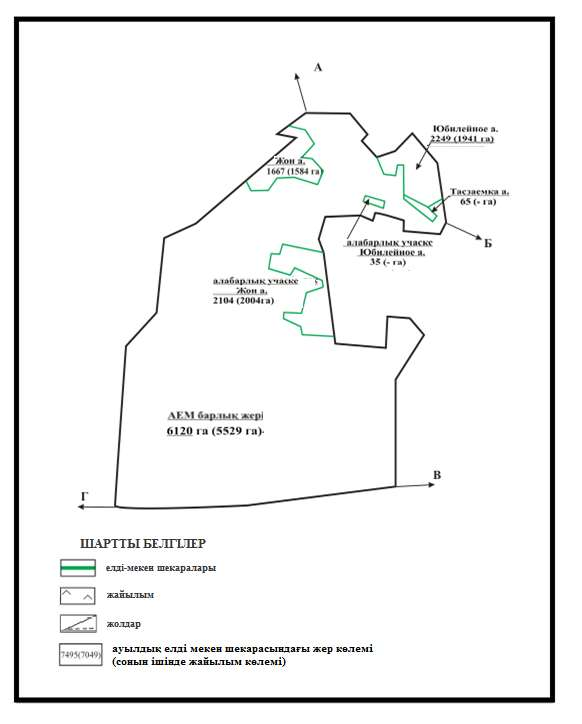 А
Юбилейное а.
2249 (1941 га)
Жон а.
1667 (1584 га)
Тасзаемка а.
65 (- га)
Б
алабарлық учаске
Юбилейное а.
35 (- га)
алабарлық учаске
Жон а.
2104 (2004га)
АЕМ барлық жері
6120 га (5529 га)
В
Г
ШАРТТЫ БЕЛГІЛЕР
елді-мекен шекаралары
жайылым
жолдар
7495(7049)
ауылдық елді мекен шекарасындағы жер көлемі
(сонын ішінде жайылым көлемі)